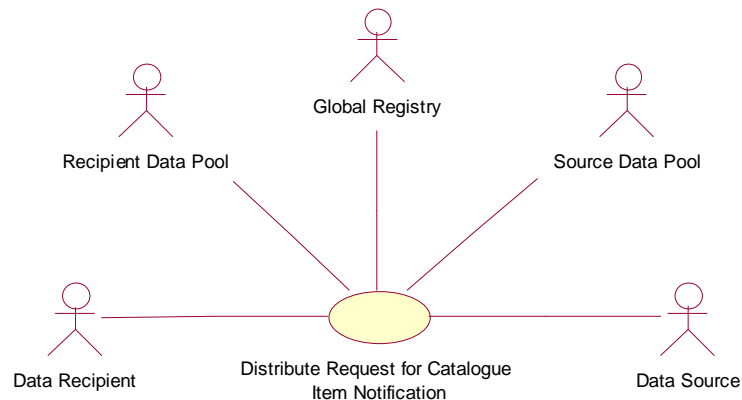 Global Registry
Recipient Data Pool
Source Data Pool
Data Recipient
Distribute Request for Catalogue
Item Notification
Data Source